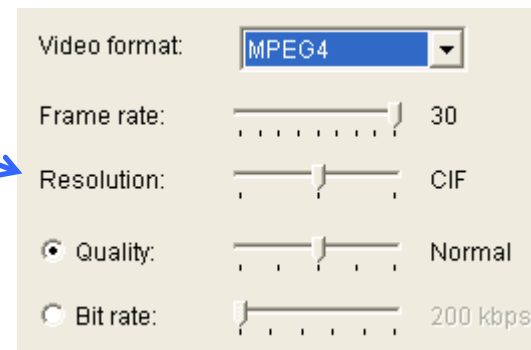 Video format: MPEG4
Frame rate: 30
Resolution: CIF
Quality: Normal
Bit rate: 200 kbps